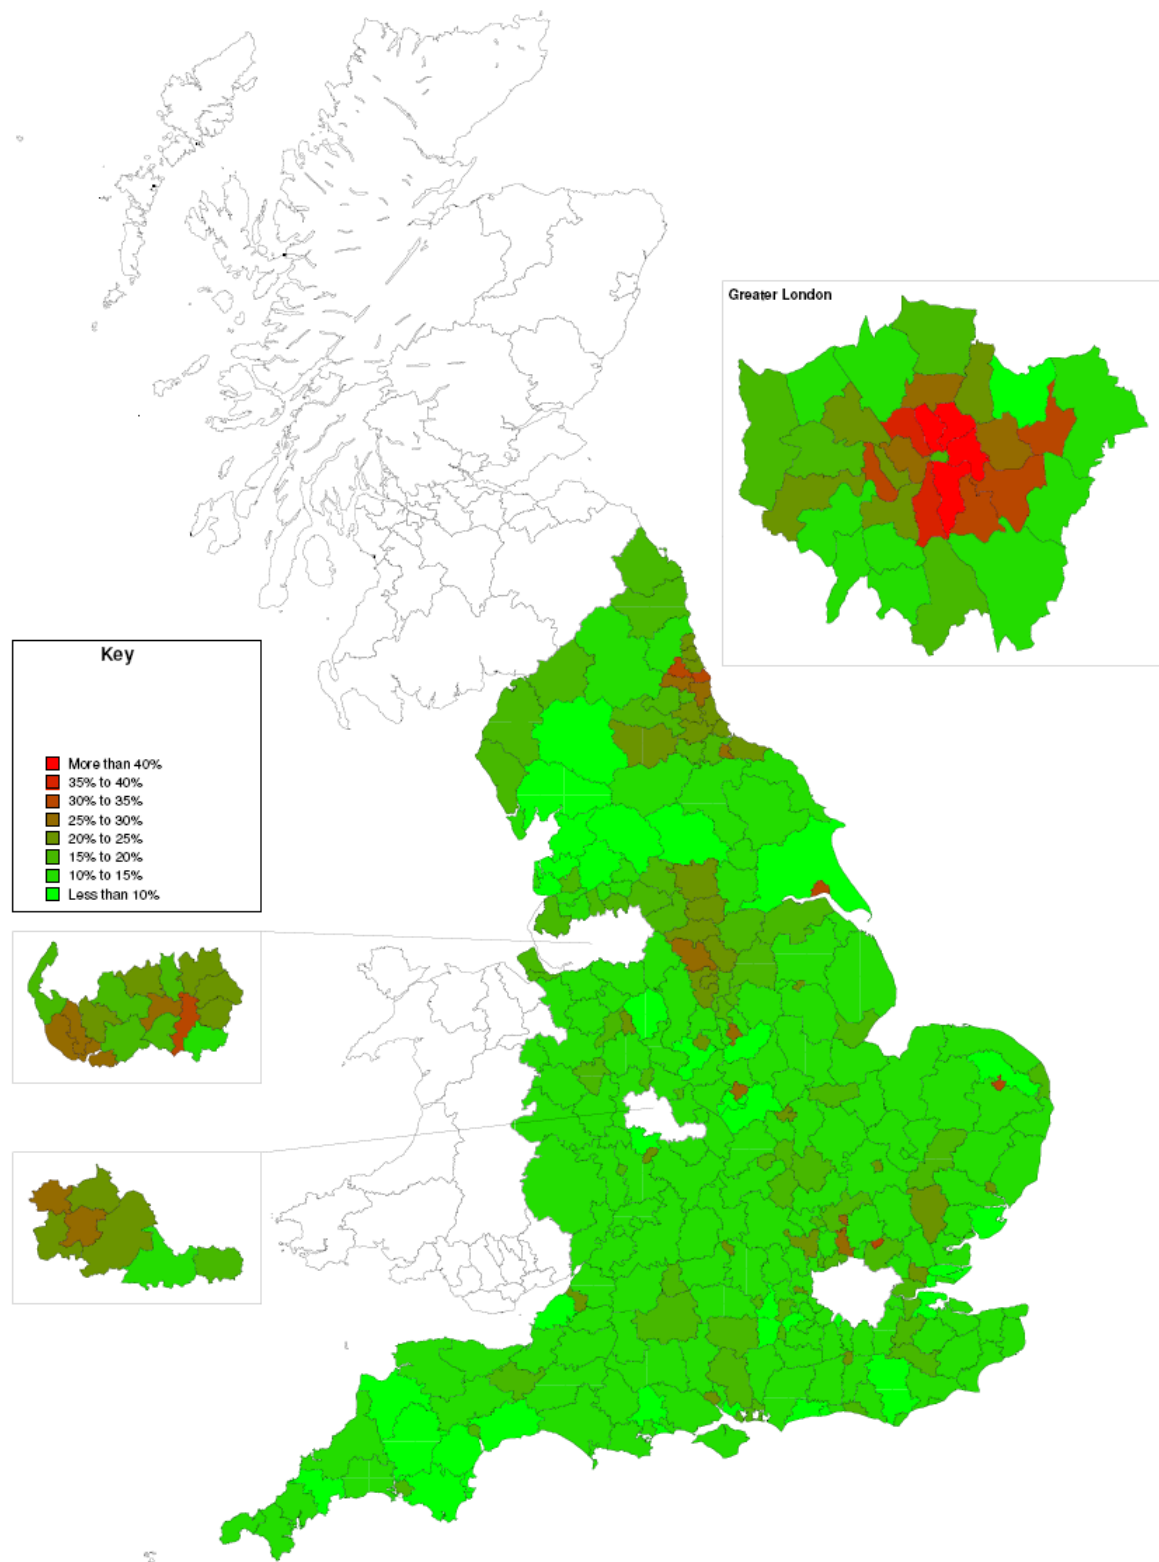 Greater London
Key
More than 40%
35% to 40%
30% to 35%
25% to 30%
20% to 25%
15% to 20%
10% to 15%
Less than 10%